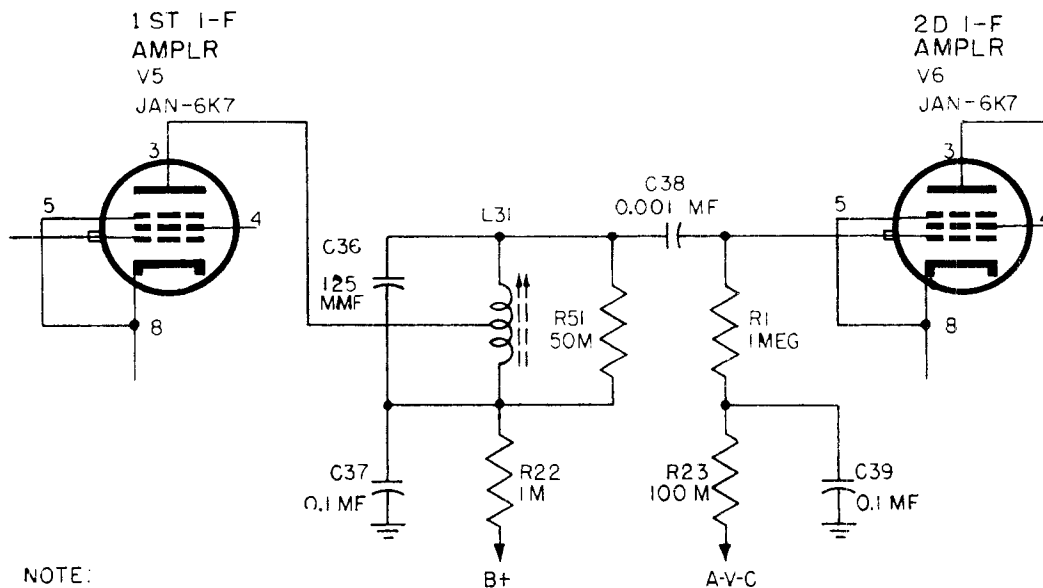 1 ST I-F
AMPLR
V5
JAN-6K7
3
5
4
8
2D I-F
AMPLR
V6
JAN-6K7
3
5
4
8
C38
0.001 MF
L31
C36
125
MMF
R51
50M
R1
1MEG
C37
0.1 MF
R22
1M
R23
100 M
C39
0.1 MF
B+
A-V-C
NOTE: